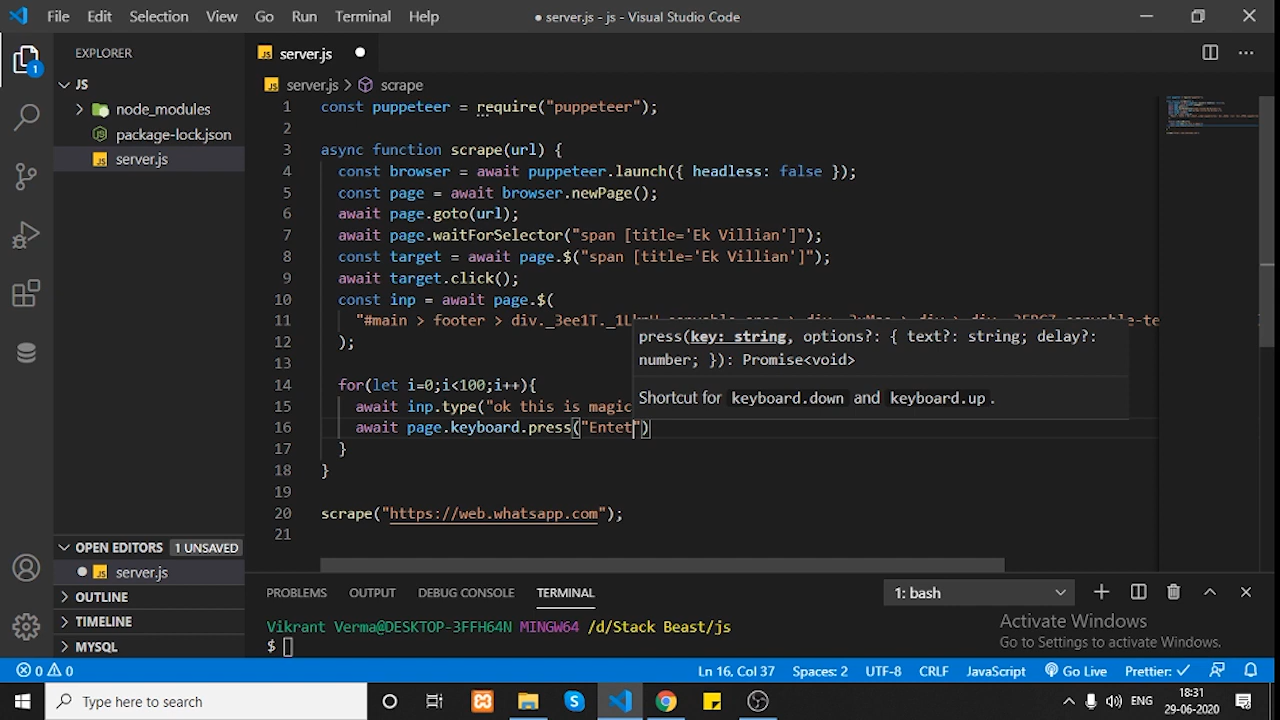 File Edit Selection View Go Run Terminal Help ● server.js - js - Visual Studio Code
EXPLORER
JS
node_modules
package-lock.json
server.js
1
JS server.js ●
JS server.js > scrape
1 const puppeteer = require("puppeteer");
2
3 async function scrape(url) {
4 const browser = await puppeteer.launch({ headless: false });
5 const page = await browser.newPage();
6 await page.goto(url);
7 await page.waitForSelector("span [title='Ek Villian']");
8 const target = await page.$("span [title='Ek Villian']");
9 await target.click();
10 const inp = await page.$(
11 "#main > footer > div._3ee1T._1L
12 );
13
14 for(let i=0;i<100;i++){
15 await inp.type("ok this is magic
16 await page.keyboard.press("Entet")
17 }
18 }
19
20 scrape("https://web.whatsapp.com");
21
press(key: string, options?: { text?: string; delay?:
number; }): Promise<void>
Shortcut for keyboard.down and keyboard.up.
OPEN EDITORS 1 UNSAVED
● JS server.js
OUTLINE
TIMELINE
MYSQL
PROBLEMS OUTPUT DEBUG CONSOLE TERMINAL 1: bash
Vikrant Verma@DESKTOP-3FFH64N MINGW64 /d/Stack Beast/js
$
Activate Windows
Go to Settings to activate Windows.
0 0 Ln 16, Col 37 Spaces: 2 UTF-8 CRLF JavaScript Go Live Prettier: ✓
Type here to search
ENG
18:31
29-06-2020